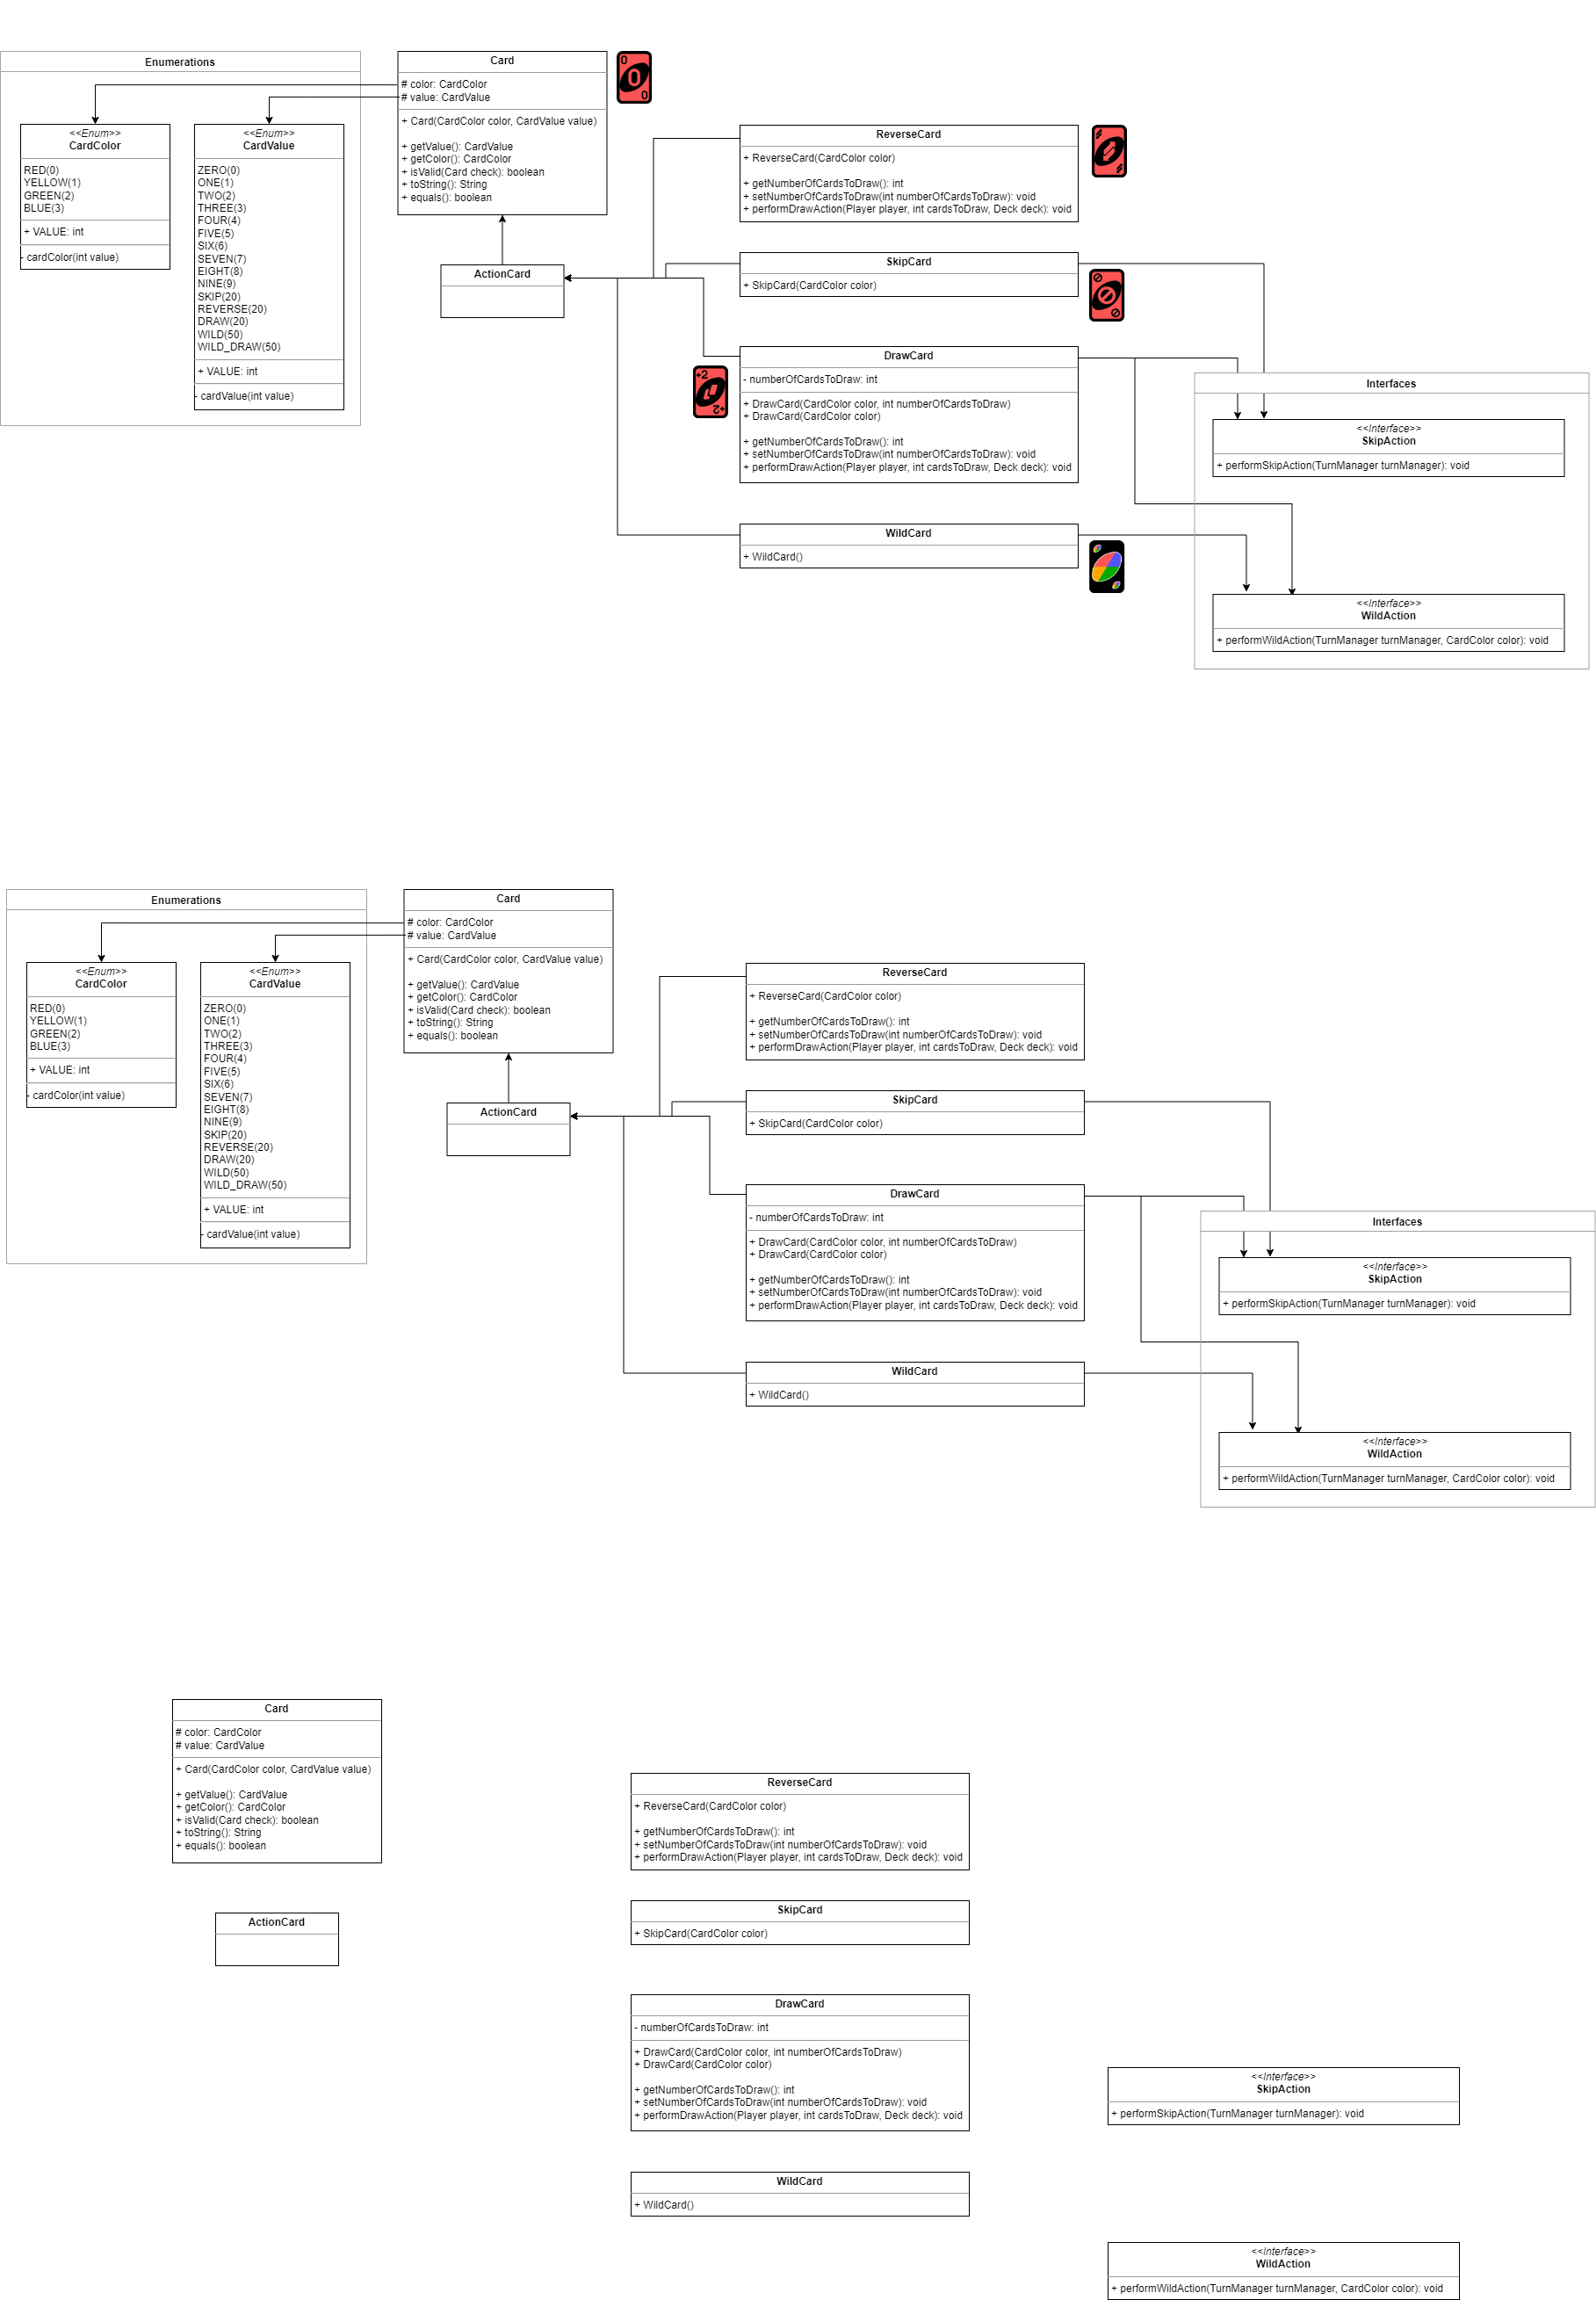 Enumerations
<<Enum>>
CardColor
RED(0)
YELLOW(1)
GREEN(2)
BLUE(3)
+ VALUE: int
- cardColor(int value)
<<Enum>>
CardValue
ZERO(0)
ONE(1)
TWO(2)
THREE(3)
FOUR(4)
FIVE(5)
SIX(6)
SEVEN(7)
EIGHT(8)
NINE(9)
SKIP(20)
REVERSE(20)
DRAW(20)
WILD(50)
WILD_DRAW(50)
+ VALUE: int
- cardValue(int value)
Card
# color: CardColor
# value: CardValue
+ Card(CardColor color, CardValue value)
+ getValue(): CardValue
+ getColor(): CardColor
+ isValid(Card check): boolean
+ toString(): String
+ equals(): boolean
0
0
0
ActionCard
ReverseCard
+ ReverseCard(CardColor color)
+ getNumberOfCardsToDraw(): int
+ setNumberOfCardsToDraw(int numberOfCardsToDraw): void
+ performDrawAction(Player player, int cardsToDraw, Deck deck): void
SkipCard
+ SkipCard(CardColor color)
DrawCard
- numberOfCardsToDraw: int
+ DrawCard(CardColor color, int numberOfCardsToDraw)
+ DrawCard(CardColor color)
+ getNumberOfCardsToDraw(): int
+ setNumberOfCardsToDraw(int numberOfCardsToDraw): void
+ performDrawAction(Player player, int cardsToDraw, Deck deck): void
+2
+2
WildCard
+ WildCard()
Interfaces
<<Interface>>
SkipAction
+ performSkipAction(TurnManager turnManager): void
<<Interface>>
WildAction
+ performWildAction(TurnManager turnManager, CardColor color): void
Enumerations
<<Enum>>
CardColor
RED(0)
YELLOW(1)
GREEN(2)
BLUE(3)
+ VALUE: int
- cardColor(int value)
<<Enum>>
CardValue
ZERO(0)
ONE(1)
TWO(2)
THREE(3)
FOUR(4)
FIVE(5)
SIX(6)
SEVEN(7)
EIGHT(8)
NINE(9)
SKIP(20)
REVERSE(20)
DRAW(20)
WILD(50)
WILD_DRAW(50)
+ VALUE: int
- cardValue(int value)
Card
# color: CardColor
# value: CardValue
+ Card(CardColor color, CardValue value)
+ getValue(): CardValue
+ getColor(): CardColor
+ isValid(Card check): boolean
+ toString(): String
+ equals(): boolean
ActionCard
ReverseCard
+ ReverseCard(CardColor color)
+ getNumberOfCardsToDraw(): int
+ setNumberOfCardsToDraw(int numberOfCardsToDraw): void
+ performDrawAction(Player player, int cardsToDraw, Deck deck): void
SkipCard
+ SkipCard(CardColor color)
DrawCard
- numberOfCardsToDraw: int
+ DrawCard(CardColor color, int numberOfCardsToDraw)
+ DrawCard(CardColor color)
+ getNumberOfCardsToDraw(): int
+ setNumberOfCardsToDraw(int numberOfCardsToDraw): void
+ performDrawAction(Player player, int cardsToDraw, Deck deck): void
WildCard
+ WildCard()
Interfaces
<<Interface>>
SkipAction
+ performSkipAction(TurnManager turnManager): void
<<Interface>>
WildAction
+ performWildAction(TurnManager turnManager, CardColor color): void
Card
# color: CardColor
# value: CardValue
+ Card(CardColor color, CardValue value)
+ getValue(): CardValue
+ getColor(): CardColor
+ isValid(Card check): boolean
+ toString(): String
+ equals(): boolean
ActionCard
ReverseCard
+ ReverseCard(CardColor color)
+ getNumberOfCardsToDraw(): int
+ setNumberOfCardsToDraw(int numberOfCardsToDraw): void
+ performDrawAction(Player player, int cardsToDraw, Deck deck): void
SkipCard
+ SkipCard(CardColor color)
DrawCard
- numberOfCardsToDraw: int
+ DrawCard(CardColor color, int numberOfCardsToDraw)
+ DrawCard(CardColor color)
+ getNumberOfCardsToDraw(): int
+ setNumberOfCardsToDraw(int numberOfCardsToDraw): void
+ performDrawAction(Player player, int cardsToDraw, Deck deck): void
WildCard
+ WildCard()
<<Interface>>
SkipAction
+ performSkipAction(TurnManager turnManager): void
<<Interface>>
WildAction
+ performWildAction(TurnManager turnManager, CardColor color): void